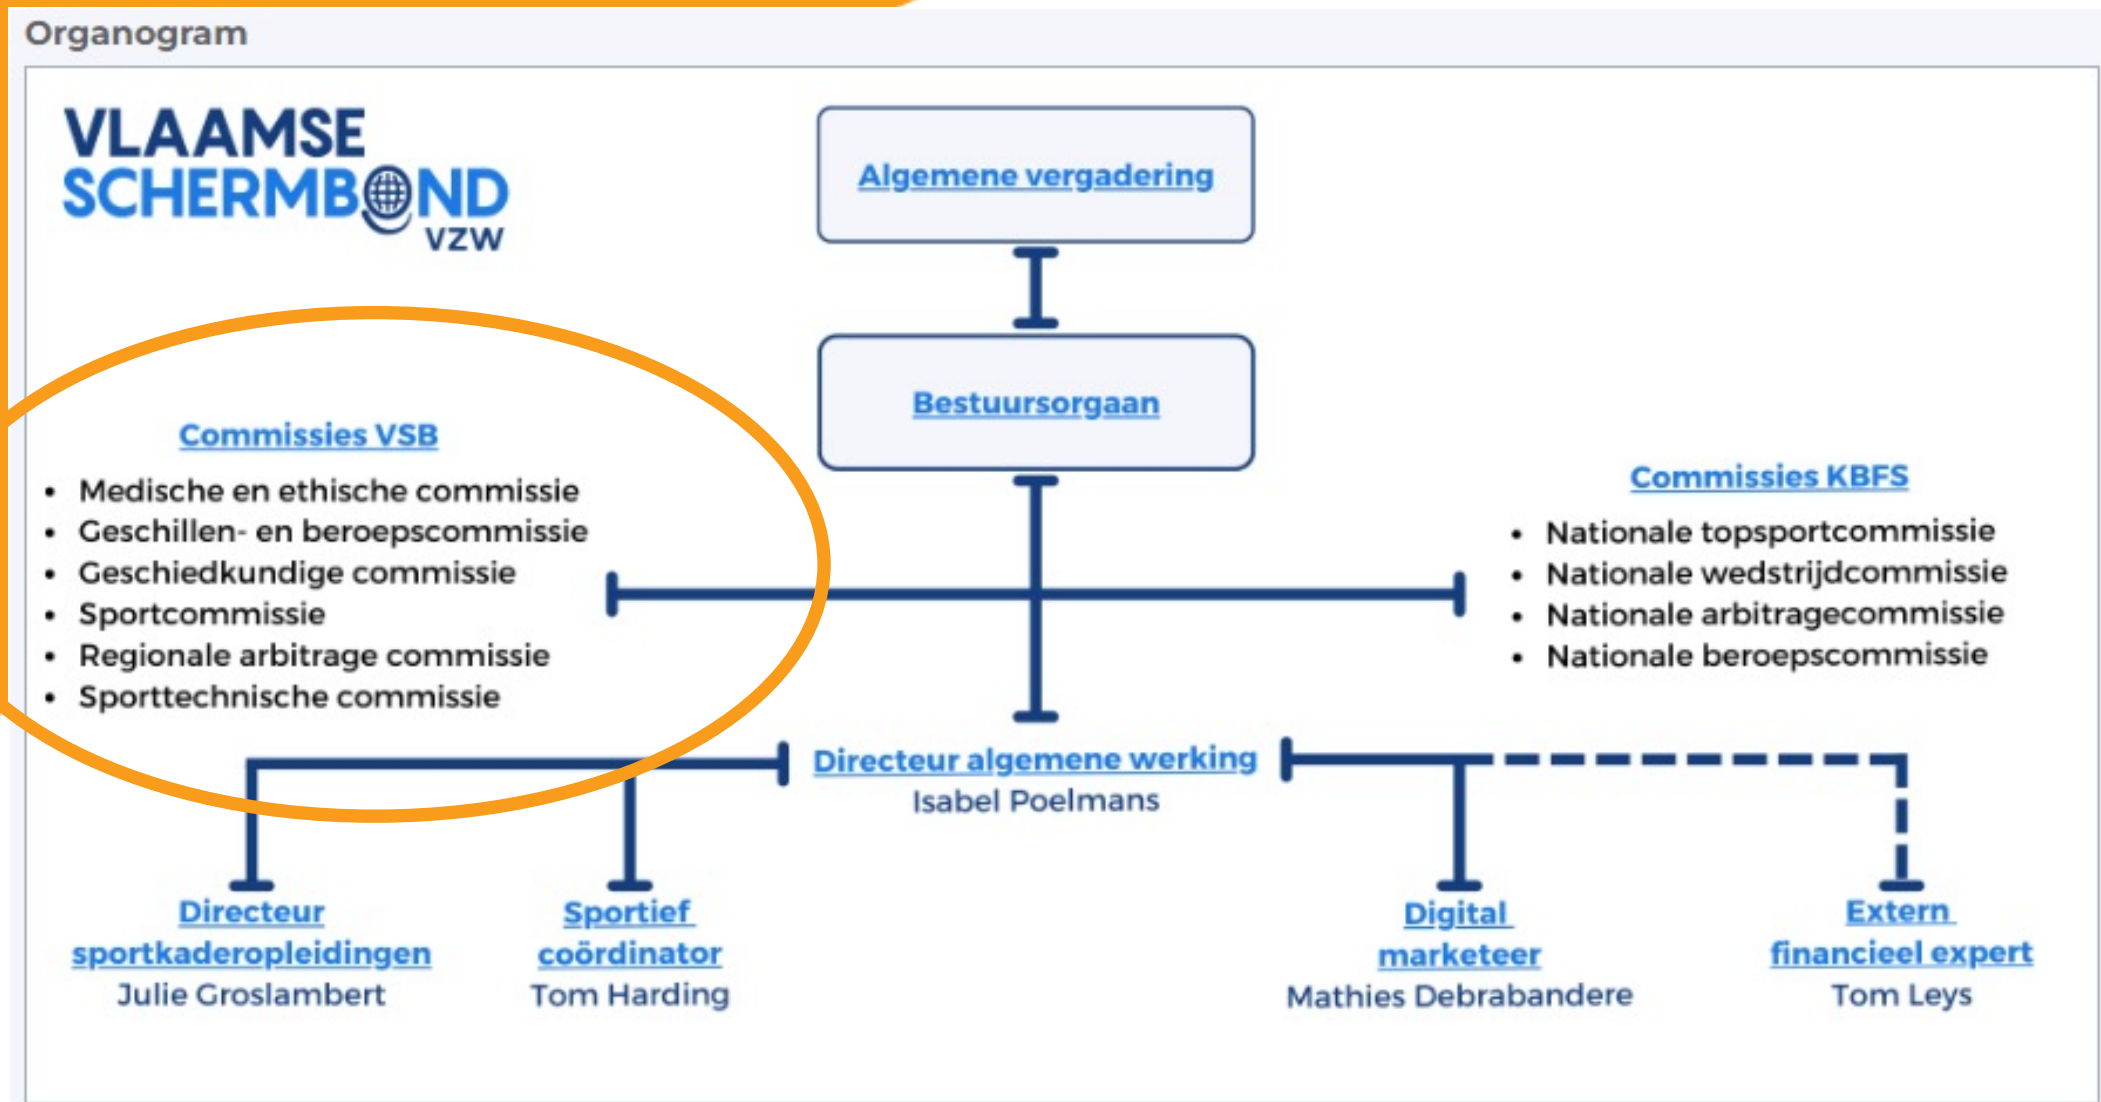 Organogram
VLAAMSE
SCHERMBOND
VZW
Algemene vergadering
Bestuursorgaan
Commissies VSB
• Medische en ethische commissie
• Geschillen- en beroepscommissie
• Geschiedkundige commissie
• Sportcommissie
• Regionale arbitrage commissie
• Sporttechnische commissie
Commissies KBFS
• Nationale topsportcommissie
• Nationale wedstrijdcommissie
• Nationale arbitragecommissie
• Nationale beroepscommissie
Directeur algemene werking
Isabel Poelmans
Directeur
sportkaderopleidingen
Julie Groslambert
Sportief
coördinator
Tom Harding
Digital
marketeer
Mathies Debrabandere
Extern
financieel expert
Tom Leys